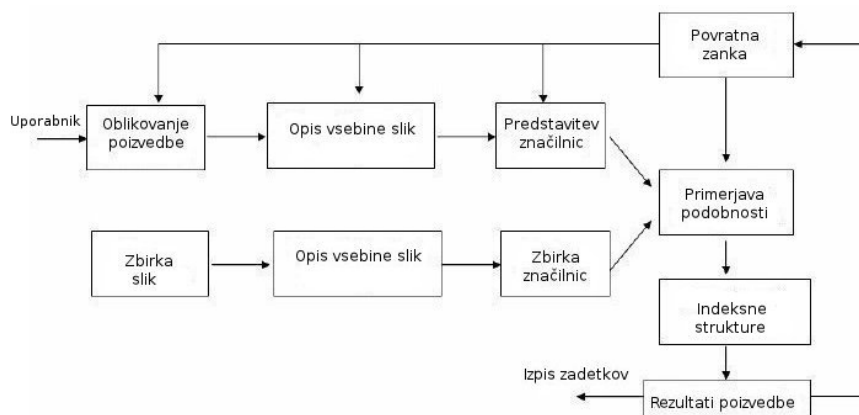 Povratna
zanka
Uporabnik
Oblikovanje
poizvedbe
Opis vsebine slik
Predstavitev
značilnic
Primerjava
podobnosti
Zbirka
slik
Opis vsebine slik
Zbirka
značilnic
Indeksne
strukture
Izpis zadetkov
Rezultati poizvedbe